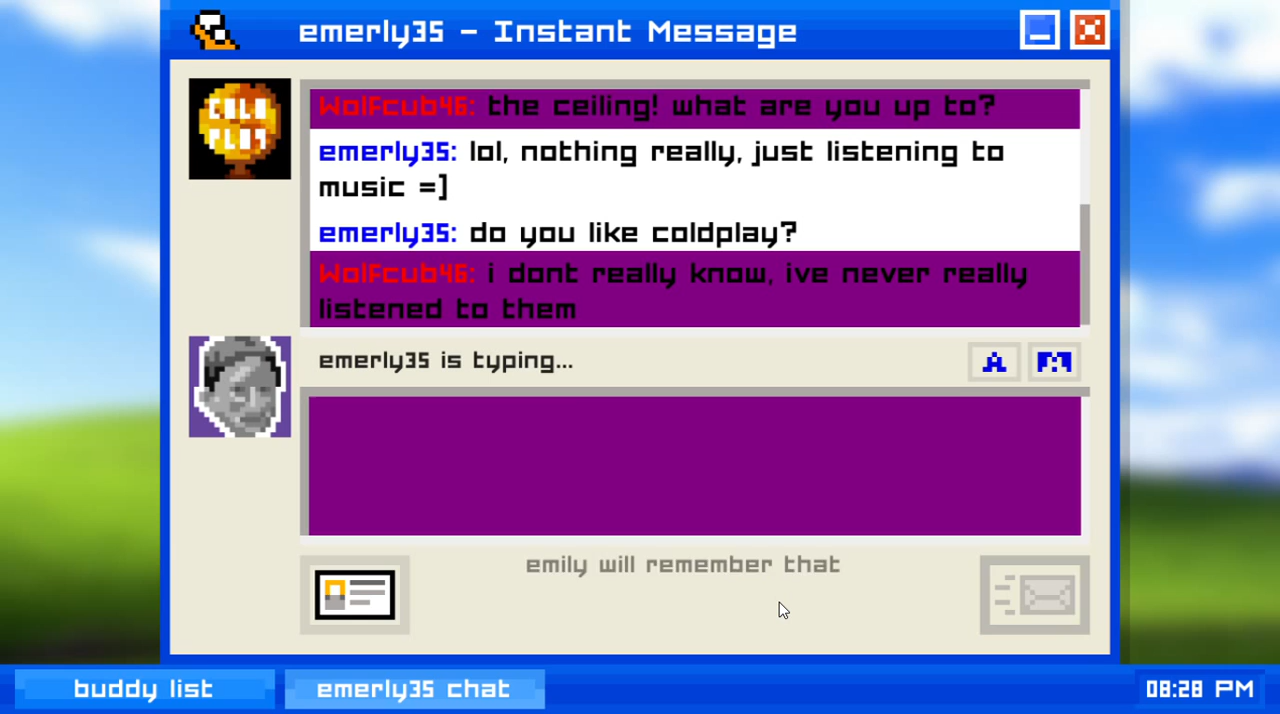 emerly35 - Instant Message
COLD
PLAY
WolFcub46: the ceiling! what are you up to?
emerly35: lol, nothing really, just listening to
music =]
emerly35: do you like coldplay?
WolFcub46: i dont really know, ive never really
listened to them
emerly35 is typing...
A
emily will remember that
buddy list
emerly35 chat
08:28 PM